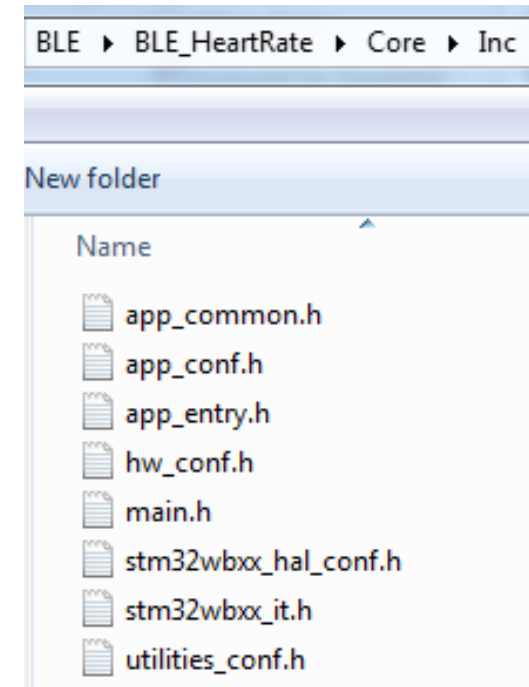 BLE ▸ BLE_HeartRate ▸ Core ▸ Inc
New folder
Name
app_common.h
app_conf.h
app_entry.h
hw_conf.h
main.h
stm32wbxx_hal_conf.h
stm32wbxx_it.h
utilities_conf.h